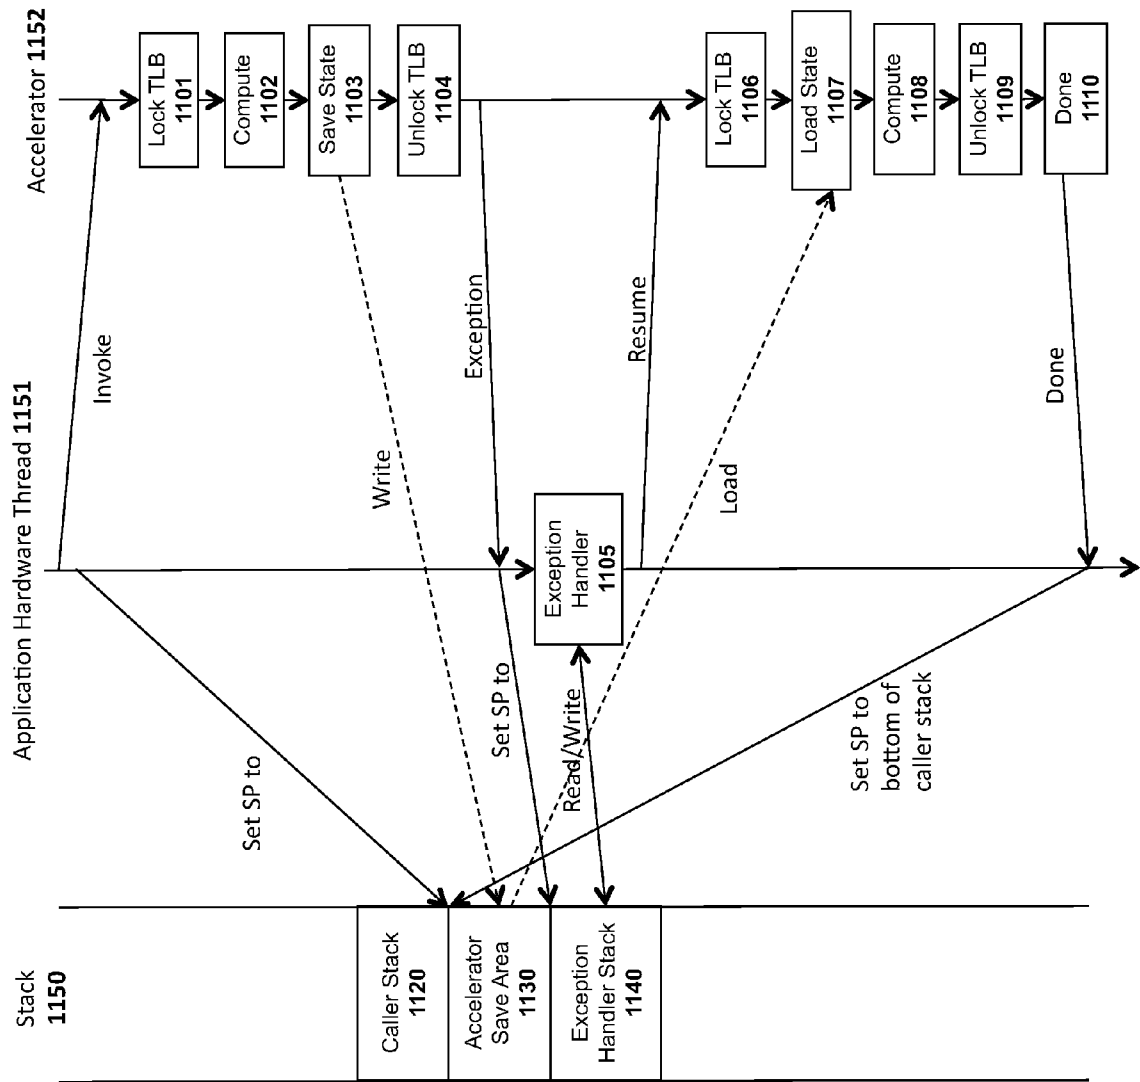 Stack
1150
Application Hardware Thread 1151
Accelerator 1152
Invoke
Set SP to
Lock TLB
1101
Compute
1102
Save State
1103
Unlock TLB
1104
Write
Exception
Caller Stack
1120
Accelerator
Save Area
1130
Exception
Handler Stack
1140
Set SP to
Exception
Handler
1105
Read/Write
Resume
Load
Lock TLB
1106
Load State
1107
Compute
1108
Unlock TLB
1109
Done
1110
Done
Set SP to
bottom of
caller stack